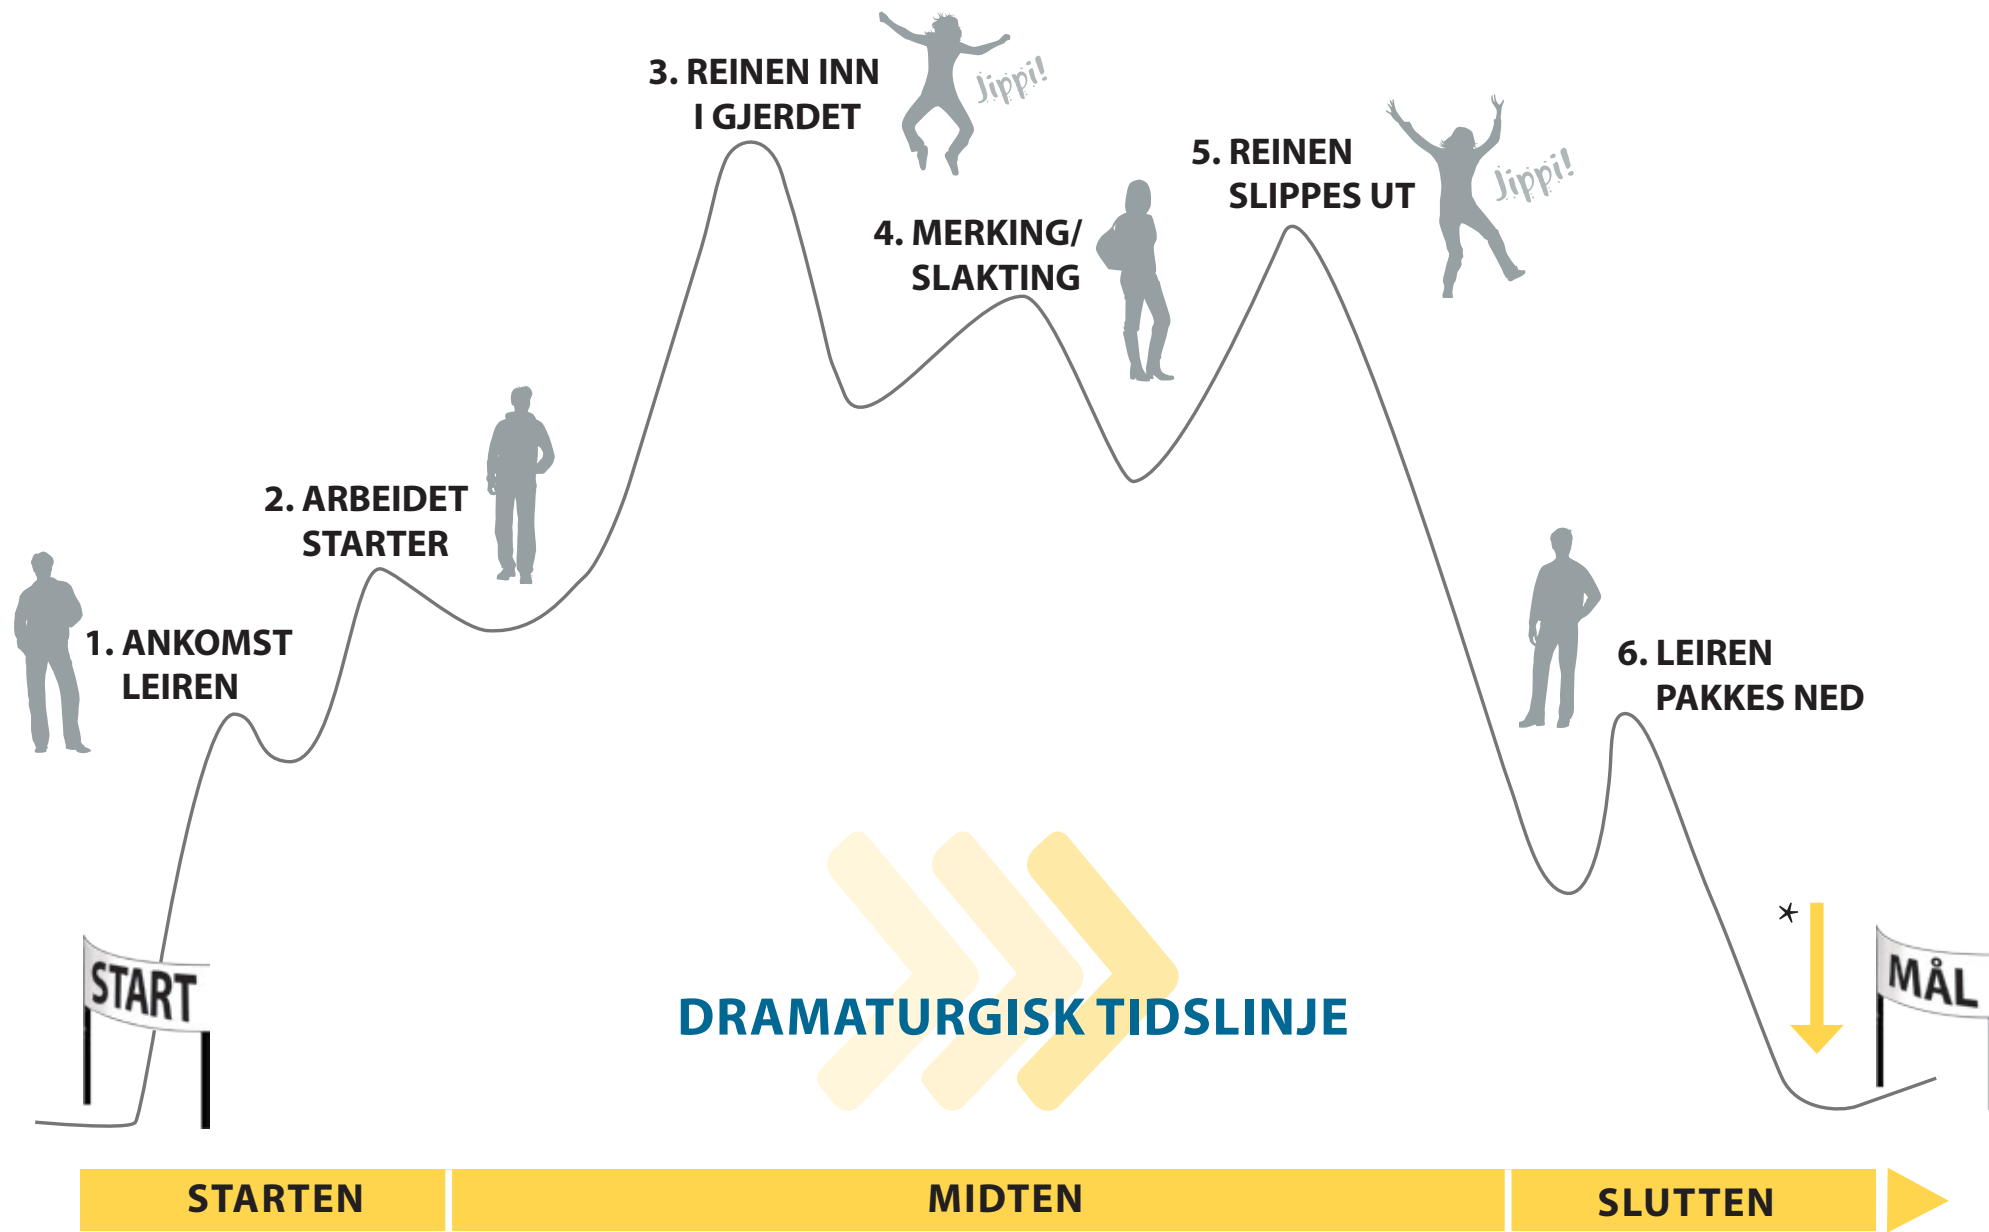 1. ANKOMST
LEIREN
2. ARBEIDET
STARTER
3. REINEN INN
I GJERDET
Jippi!
4. MERKING/
SLAKTING
5. REINEN
SLIPPES UT
Jippi!
6. LEIREN
PAKKES NED
*
START
MÅL
DRAMATURGISK TIDSLINJE
STARTEN
MIDTEN
SLUTTEN